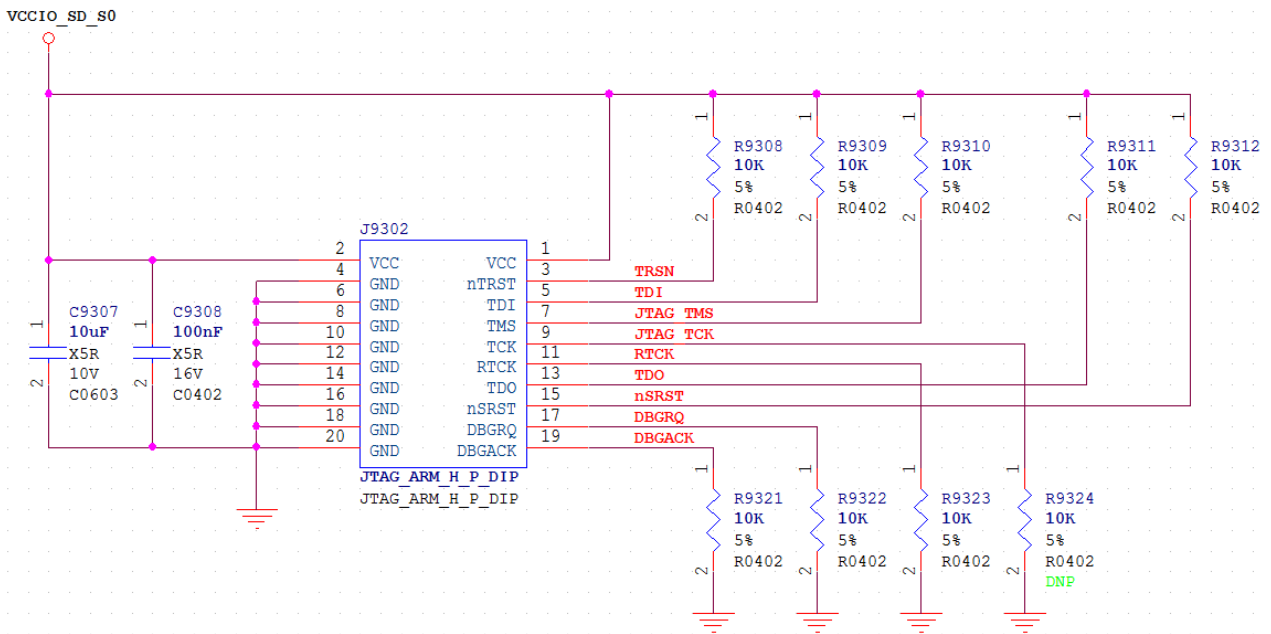 VCCIO_SD_S0
1
R9308
10K
5%
R0402
2
1
R9309
10K
5%
R0402
2
1
R9310
10K
5%
R0402
2
1
R9311
10K
5%
R0402
2
1
R9312
10K
5%
R0402
2
J9302
2 VCC VCC 1
4 GND nTRST 3 TRSN
6 GND TDI 5 TDI
8 GND TMS 7 JTAG TMS
10 GND TCK 9 JTAG TCK
12 GND RTCK 11 RTCK
14 GND TDO 13 TDO
16 GND nSRST 15 nSRST
18 GND DBGRQ 17 DBGRQ
20 GND DBGACK 19 DBGACK
JTAG_ARM_H_P_DIP
JTAG_ARM_H_P_DIP
1
C9307
10uF
X5R
10V
C0603
2
1
C9308
100nF
X5R
16V
C0402
2
1
R9321
10K
5%
R0402
2
1
R9322
10K
5%
R0402
2
1
R9323
10K
5%
R0402
2
1
R9324
10K
5%
R0402
DNP
2